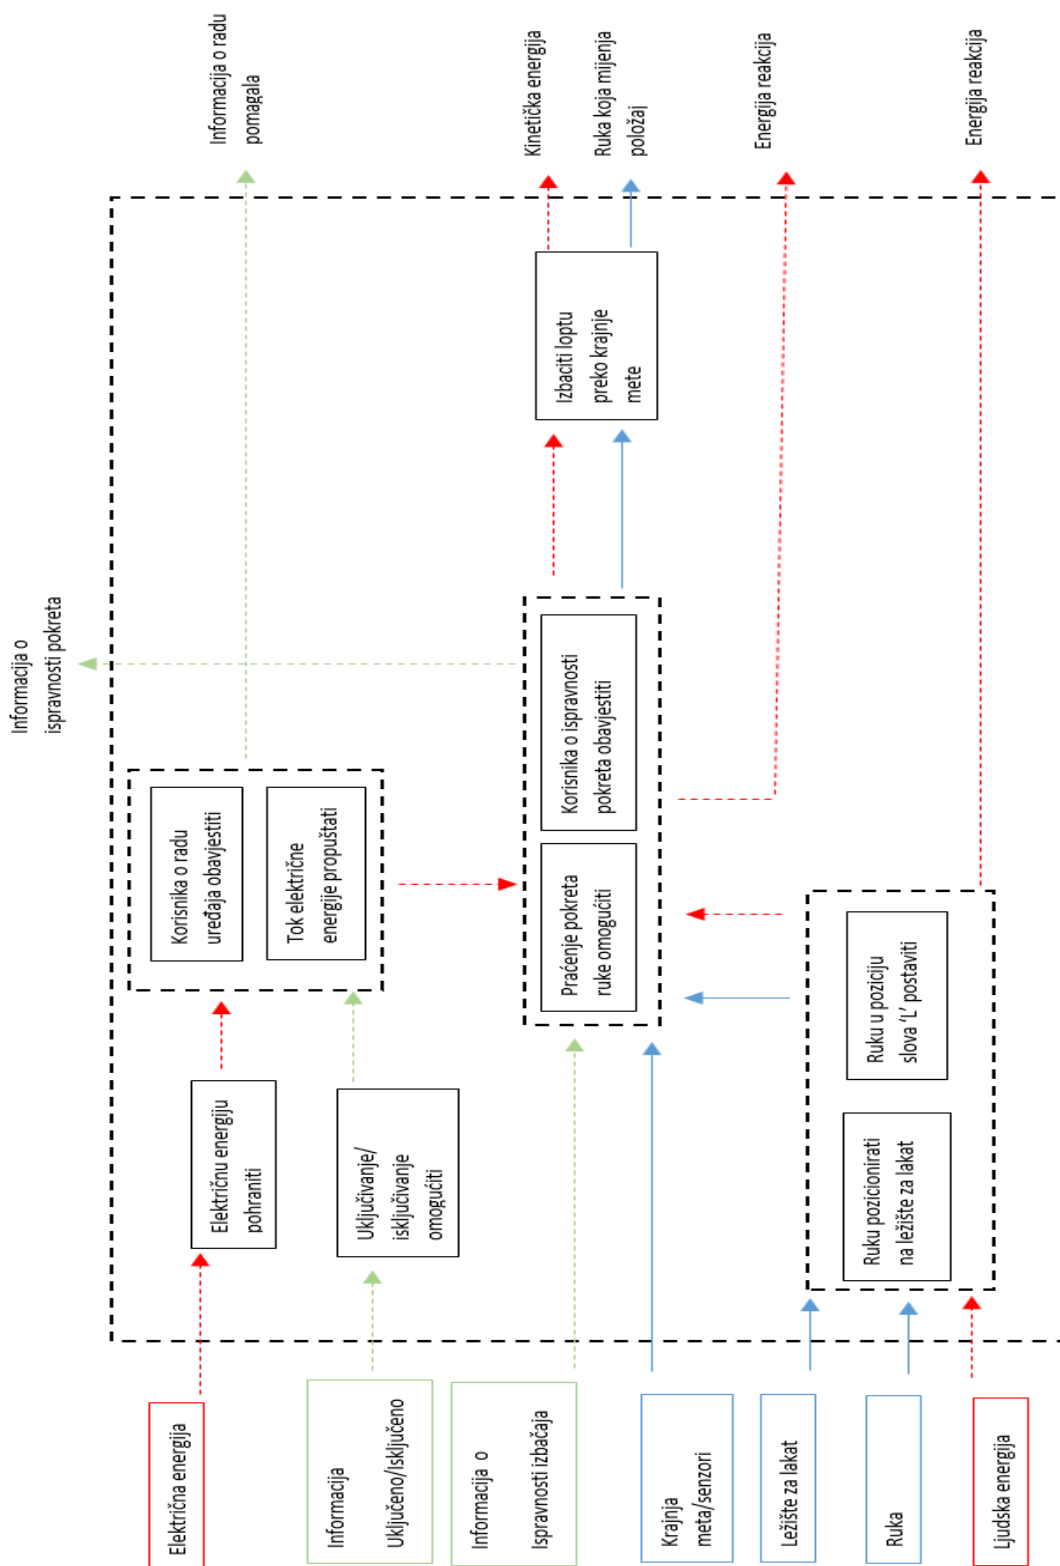 Informacija o
ispravnosti pokreta
Električna energija
Električnu energiju
pohraniti
Korisnika o radu
uređaja obavjestiti
Informacija o radu
pomagala
Informacija
Uključeno/Isključeno
Uključivanje/
isključivanje
omogućiti
Tok električne
energije propuštati
Informacija o
Ispravnosti izbačaja
Praćenje pokreta
ruke omogućiti
Korisnika o ispravnosti
pokreta obavjestiti
Izbaciti loptu
preko krajnje
mete
Kinetička energija
Ruka koja mijenja
položaj
Krajnja
meta/senzori
Energija reakcija
Ležište za lakat
Ruka
Ruku pozicionirati
na ležište za lakat
Ruku u poziciju
slova ‘L’ postaviti
Ljudska energija
Energija reakcija